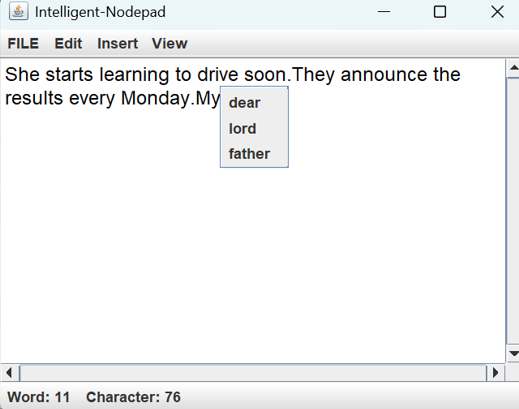 Intelligent-Nodepad
FILE Edit Insert View
She starts learning to drive soon.They announce the
results every Monday.My
dear
lord
father
Word: 11 Character: 76